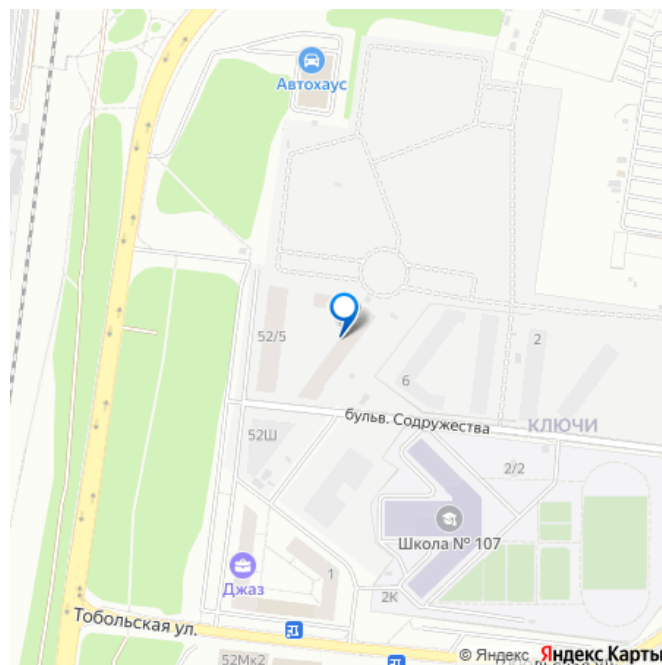 Автохаус
52/5
2
6
бульв. Содружества
52Ш
КЛЮЧИ
2/2
Школа № 107
Джаз
1
2К
Тобольская ул.
52Мк2
© Яндекс Яндекс Карты